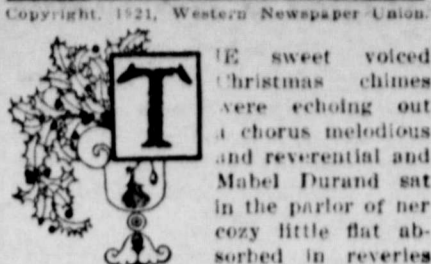 Copyright, 1921, Western Newspaper Union.
THE sweet voiced
Christmas chimes
were echoing out
a chorus melodious
and reverential and
Mabel Durand sat
in the parlor of her
cozy little flat ab-
sorbed in reveries